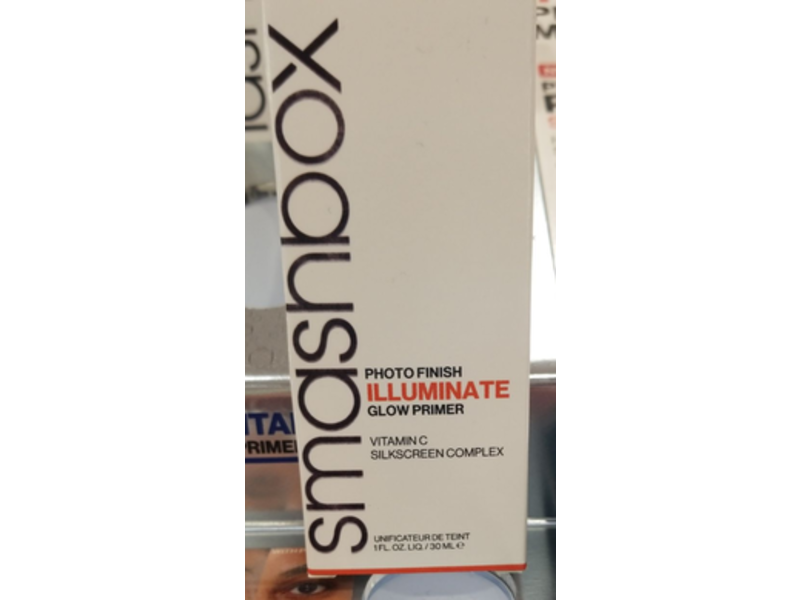 smashbox
PHOTO FINISH
ILLUMINATE
GLOW PRIMER
VITAMIN C
SILKSCREEN COMPLEX
UNIFICATEUR DE TEINT
1 FL. OZ. LIQ. / 30 ML ℮